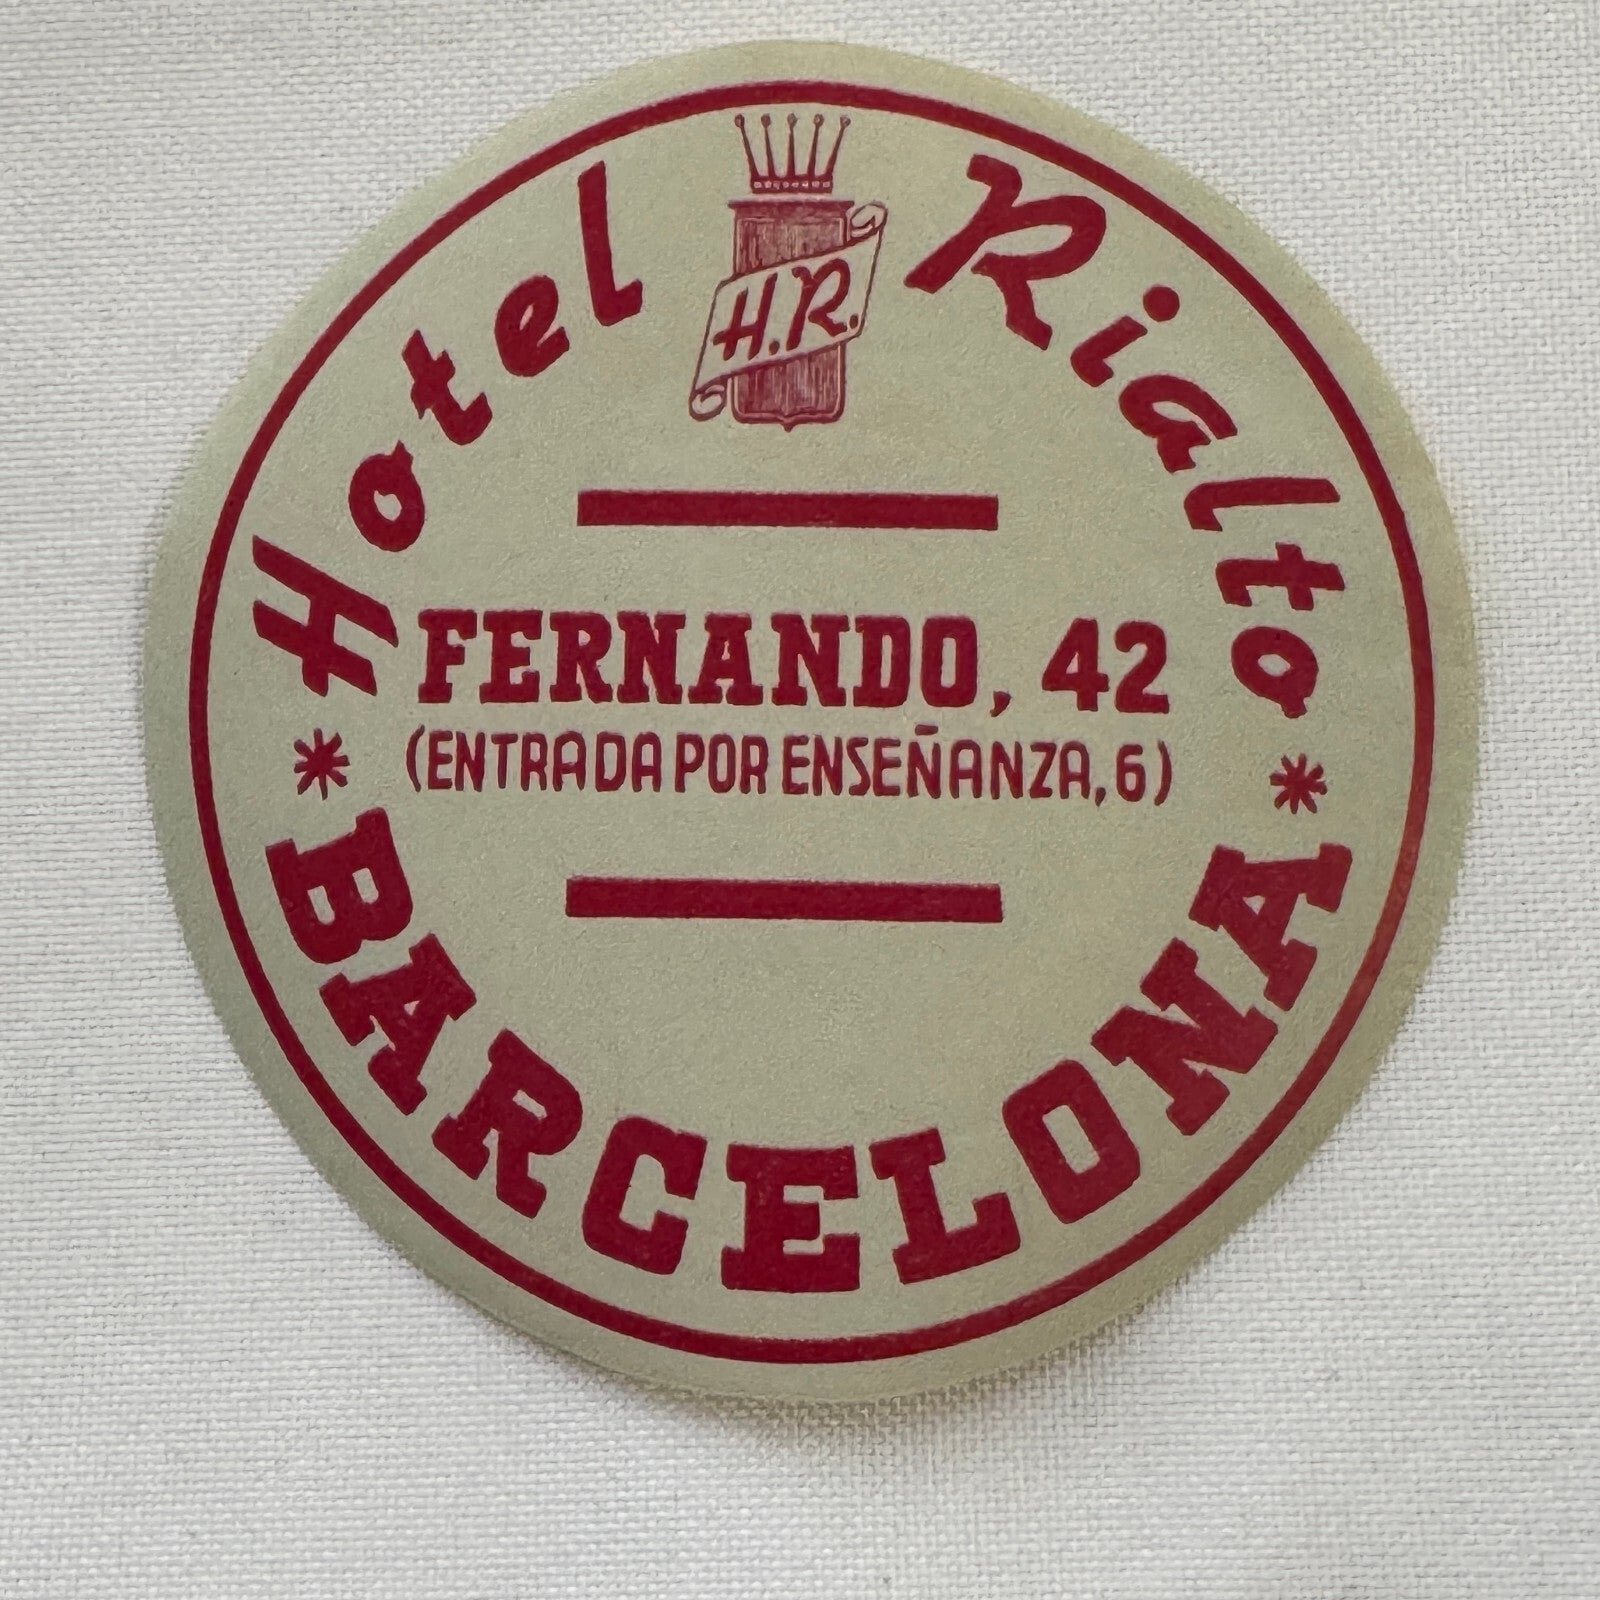 Hotel Rialto
H.R.
FERNANDO, 42
(ENTRADA POR ENSEÑANZA, 6)
* BARCELONA *